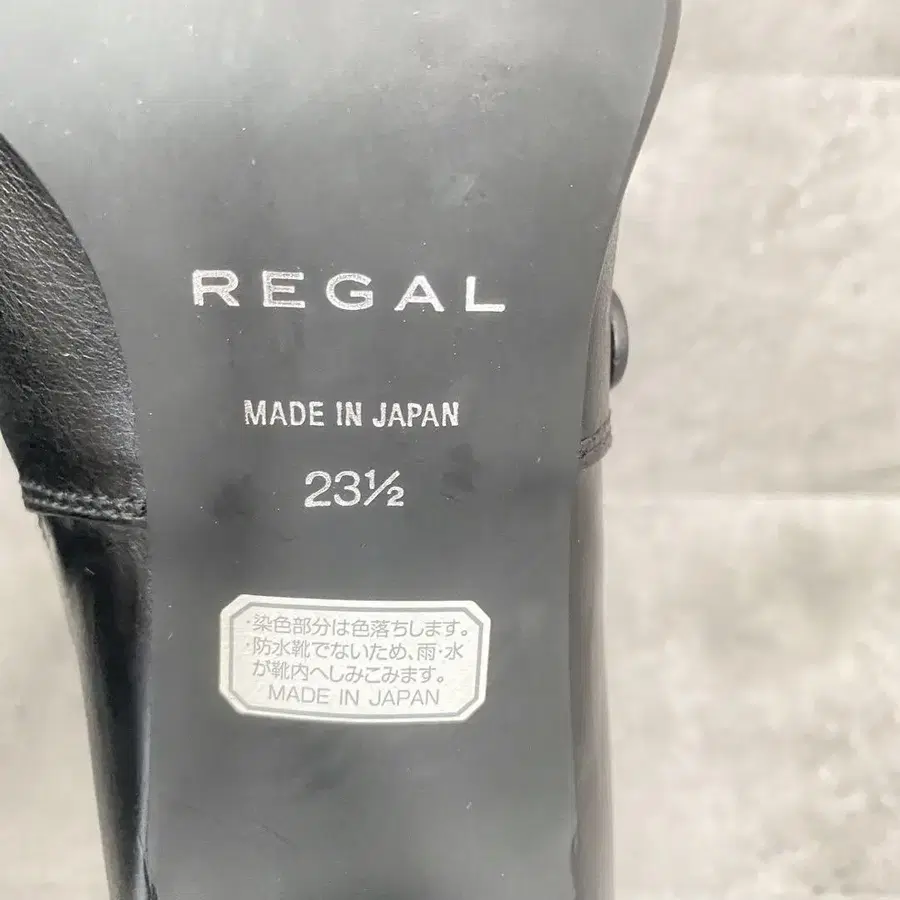 REGAL
MADE IN JAPAN
23½
・染色部分は色落ちします。
・防水靴でないため、雨・水
が靴内へしみこみます。
MADE IN JAPAN